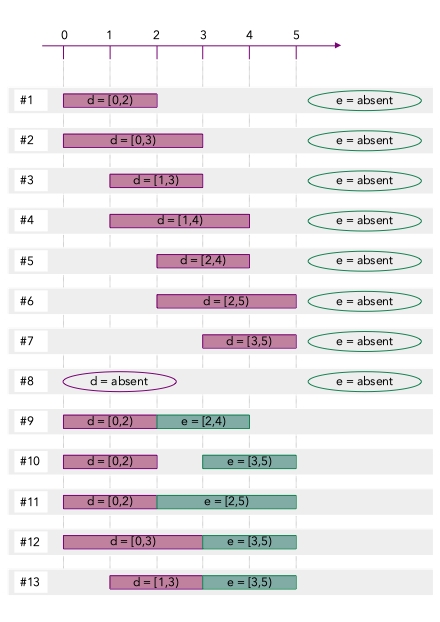 0 1 2 3 4 5
#1 d = [0,2) e = absent
#2 d = [0,3) e = absent
#3 d = [1,3) e = absent
#4 d = [1,4) e = absent
#5 d = [2,4) e = absent
#6 d = [2,5) e = absent
#7 d = [3,5) e = absent
#8 d = absent e = absent
#9 d = [0,2) e = [2,4)
#10 d = [0,2) e = [3,5)
#11 d = [0,2) e = [2,5)
#12 d = [0,3) e = [3,5)
#13 d = [1,3) e = [3,5)